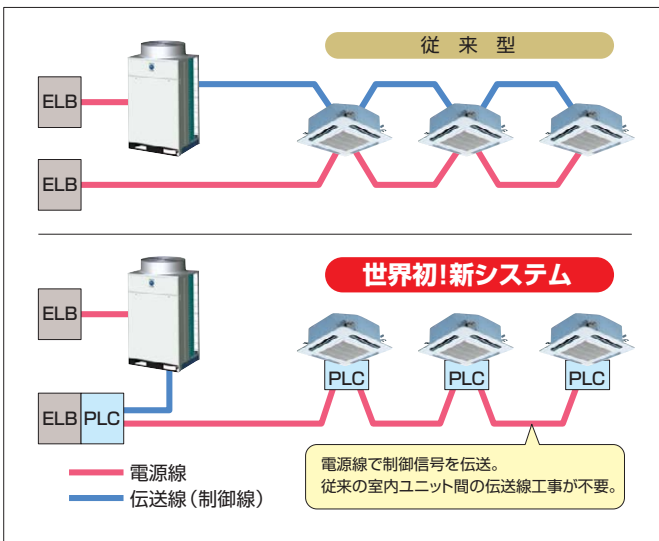 従来型
ELB
ELB
世界初!新システム
ELB
PLC
PLC
PLC
ELB
PLC
電源線で制御信号を伝送。
従来の室内ユニット間の伝送線工事が不要。
電源線
伝送線(制御線)